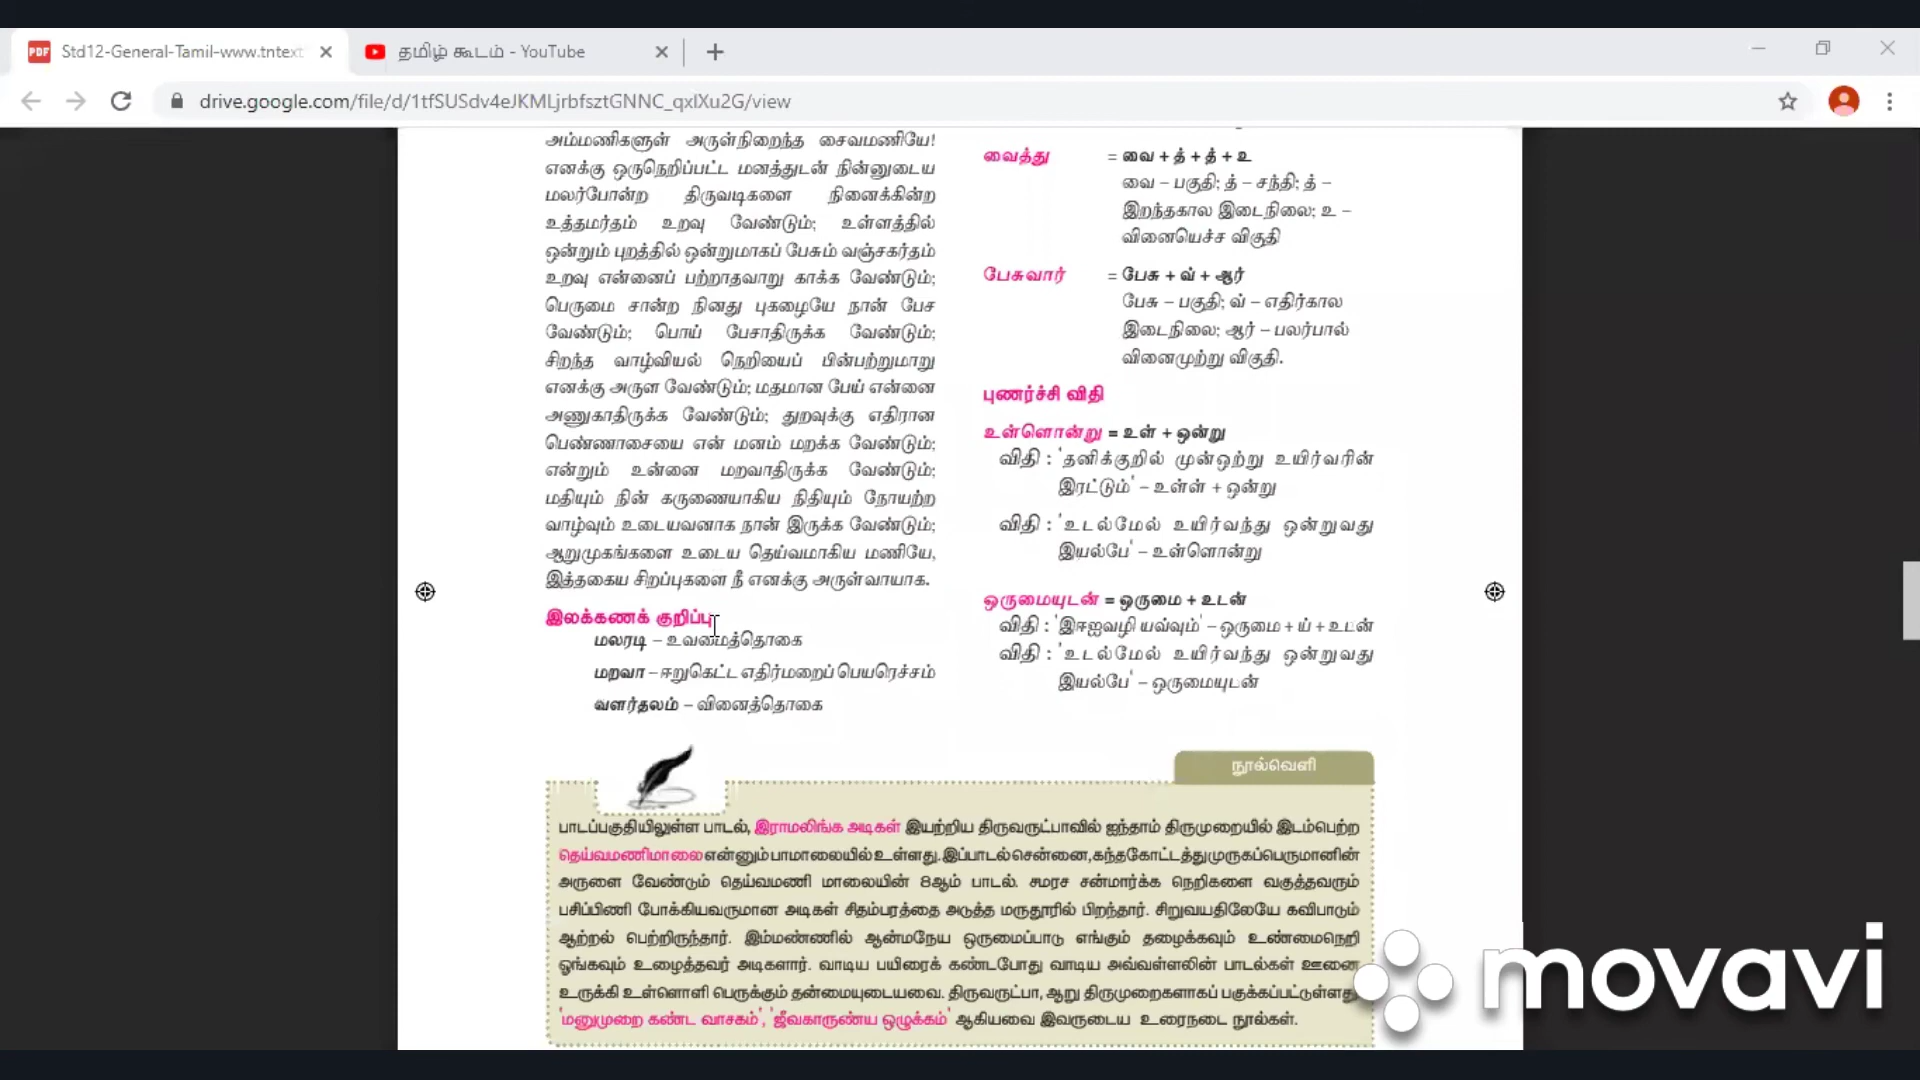 Std12-General-Tamil-www.tntext
தமிழ் கூடம் - YouTube
drive.google.com/file/d/1tfSUSdv4eJKMLjrbfsztGNNC_qxlXu2G/view
அம்மணிகளுள் அருள்நிறைந்த சைவமணியே!
எனக்கு ஒருநெறிப்பட்ட மனத்துடன் நின்னுடைய
மலர்போன்ற திருவடிகளை நினைக்கின்ற
உத்தமர்தம் உறவு வேண்டும்; உள்ளத்தில்
ஒன்றும் புறத்தில் ஒன்றுமாகப் பேசும் வஞ்சகர்தம்
உறவு என்னைப் பற்றாதவாறு காக்க வேண்டும்;
பெருமை சான்ற நினது புகழையே நான் பேச
வேண்டும்; பொய் பேசாதிருக்க வேண்டும்;
சிறந்த வாழ்வியல் நெறியைப் பின்பற்றுமாறு
எனக்கு அருள வேண்டும்; மதமான பேய் என்னை
அணுகாதிருக்க வேண்டும்; துறவுக்கு எதிரான
பெண்ணாசையை என் மனம் மறக்க வேண்டும்;
என்றும் உன்னை மறவாதிருக்க வேண்டும்;
மதியும் நின் கருணையாகிய நிதியும் நோயற்ற
வாழ்வும் உடையவனாக நான் இருக்க வேண்டும்;
ஆறுமுகங்களை உடைய தெய்வமாகிய மணியே,
இத்தகைய சிறப்புகளை நீ எனக்கு அருள்வாயாக.
இலக்கணக் குறிப்பு
மலரடி – உவமைத்தொகை
மறவா – ஈறுகெட்ட எதிர்மறைப் பெயரெச்சம்
வளர்தலம் – வினைத்தொகை
வைத்து = வை + த் + த் + உ
வை – பகுதி; த் – சந்தி; த் –
இறந்தகால இடைநிலை; உ –
வினையெச்ச விகுதி
பேசுவார் = பேசு + வ் + ஆர்
பேசு – பகுதி; வ் – எதிர்கால
இடைநிலை; ஆர் – பலர்பால்
வினைமுற்று விகுதி.
புணர்ச்சி விதி
உள்ளொன்று = உள் + ஒன்று
விதி : 'தனிக்குறில் முன்ஒற்று உயிர்வரின்
இரட்டும்' – உள்ள் + ஒன்று
விதி : 'உடல்மேல் உயிர்வந்து ஒன்றுவது
இயல்பே' – உள்ளொன்று
ஒருமையுடன் = ஒருமை + உடன்
விதி : 'இஈஐவழி யவ்வும்' – ஒருமை + ய் + உடன்
விதி : 'உடல்மேல் உயிர்வந்து ஒன்றுவது
இயல்பே' – ஒருமையுடன்
நூல்வெளி
பாடப்பகுதியிலுள்ள பாடல், இராமலிங்க அடிகள் இயற்றிய திருவருட்பாவில் ஐந்தாம் திருமுறையில் இடம்பெற்ற
தெய்வமணிமாலை என்னும் பாமாலையில் உள்ளது. இப்பாடல் சென்னை, கந்தகோட்டத்து முருகப்பெருமானின்
அருளை வேண்டும் தெய்வமணி மாலையின் 8ஆம் பாடல். சமரச சன்மார்க்க நெறிகளை வகுத்தவரும்
பசிப்பிணி போக்கியவருமான அடிகள் சிதம்பரத்தை அடுத்த மருதூரில் பிறந்தார். சிறுவயதிலேயே கவிபாடும்
ஆற்றல் பெற்றிருந்தார். இம்மண்ணில் ஆன்மநேய ஒருமைப்பாடு எங்கும் தழைக்கவும் உண்மைநெறி
ஓங்கவும் உழைத்தவர் அடிகளார். வாடிய பயிரைக் கண்டபோது வாடிய அவ்வள்ளலின் பாடல்கள் ஊனை
உருக்கி உள்ளொளி பெருக்கும் தன்மையுடையவை. திருவருட்பா, ஆறு திருமுறைகளாகப் பகுக்கப்பட்டுள்ளது.
'மனுமுறை கண்ட வாசகம்', 'ஜீவகாருண்ய ஒழுக்கம்' ஆகியவை இவருடைய உரைநடை நூல்கள்.
movavi